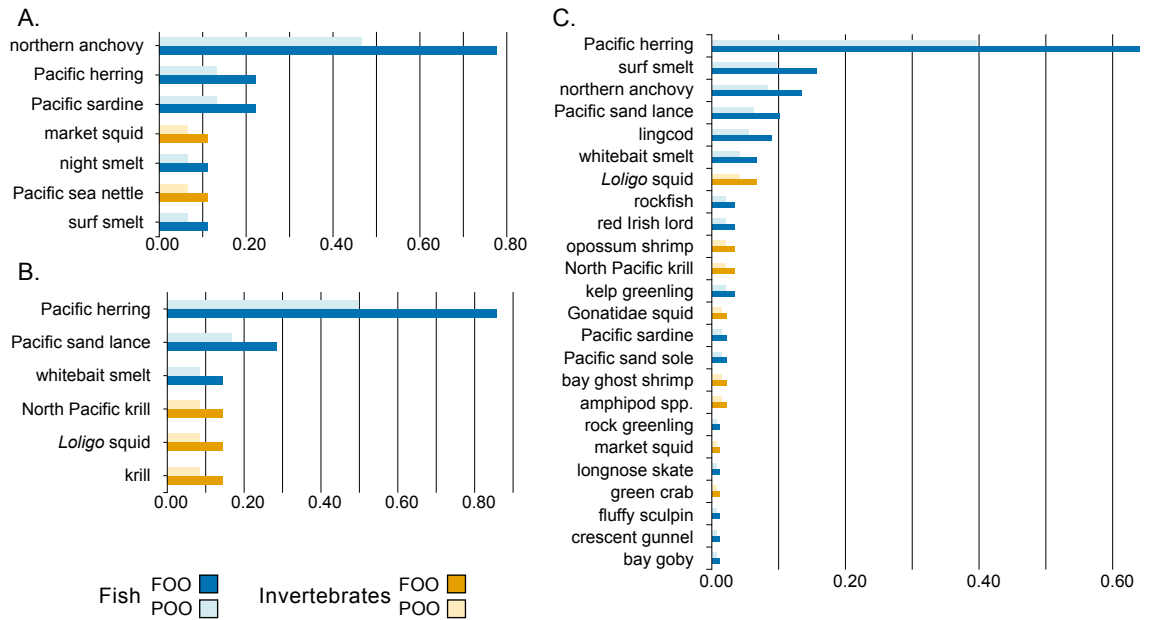 A.
northern anchovy
Pacific herring
Pacific sardine
market squid
night smelt
Pacific sea nettle
surf smelt
0.00 0.20 0.40 0.60 0.80
B.
Pacific herring
Pacific sand lance
whitebait smelt
North Pacific krill
Loligo squid
krill
0.00 0.20 0.40 0.60 0.80
C.
Pacific herring
surf smelt
northern anchovy
Pacific sand lance
lingcod
whitebait smelt
Loligo squid
rockfish
red Irish lord
opossum shrimp
North Pacific krill
kelp greenling
Gonatidae squid
Pacific sardine
Pacific sand sole
bay ghost shrimp
amphipod spp.
rock greenling
market squid
longnose skate
green crab
fluffy sculpin
crescent gunnel
bay goby
0.00 0.20 0.40 0.60
Fish
FOO
POO
Invertebrates
FOO
POO